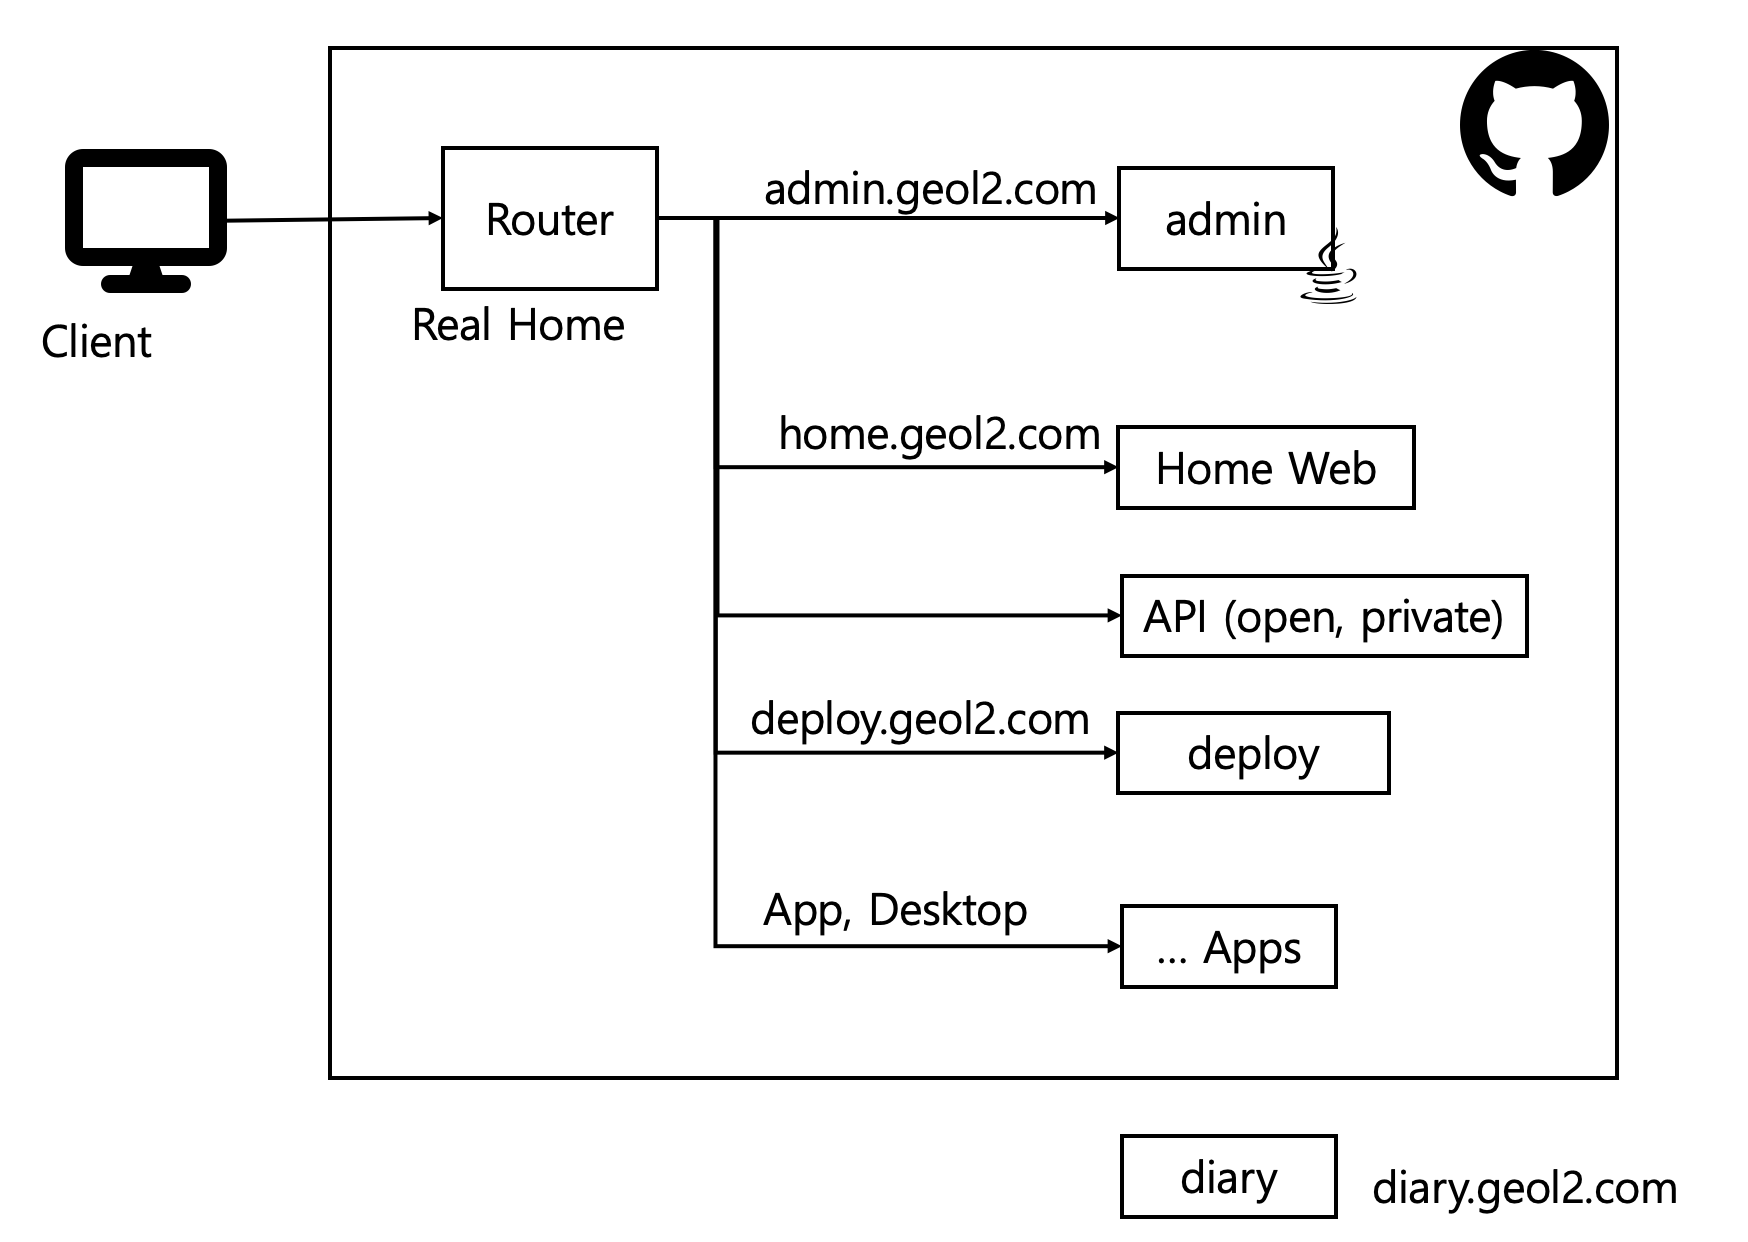 Client
Router
Real Home
admin.geol2.com
admin
home.geol2.com
Home Web
API (open, private)
deploy.geol2.com
deploy
App, Desktop
... Apps
diary
diary.geol2.com